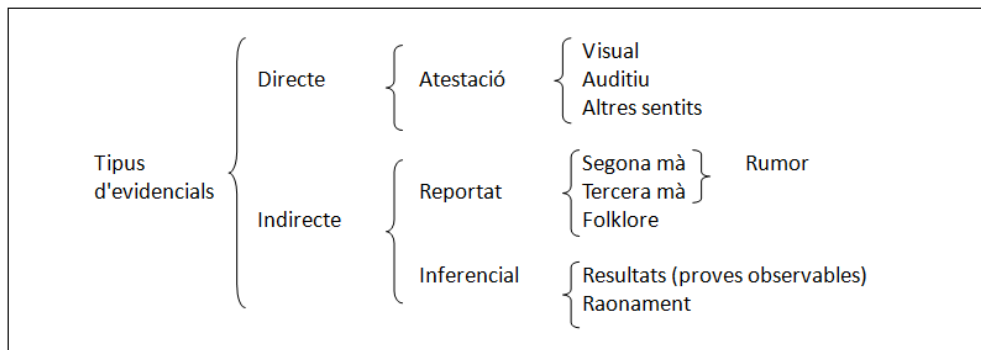 Visual
Directe Atestació Auditiu
Altres sentits
Tipus Segona mà Rumor
d'evidencials Reportat Tercera mà
Indirecte Folklore
Inferencial Resultats (proves observables)
Raonament